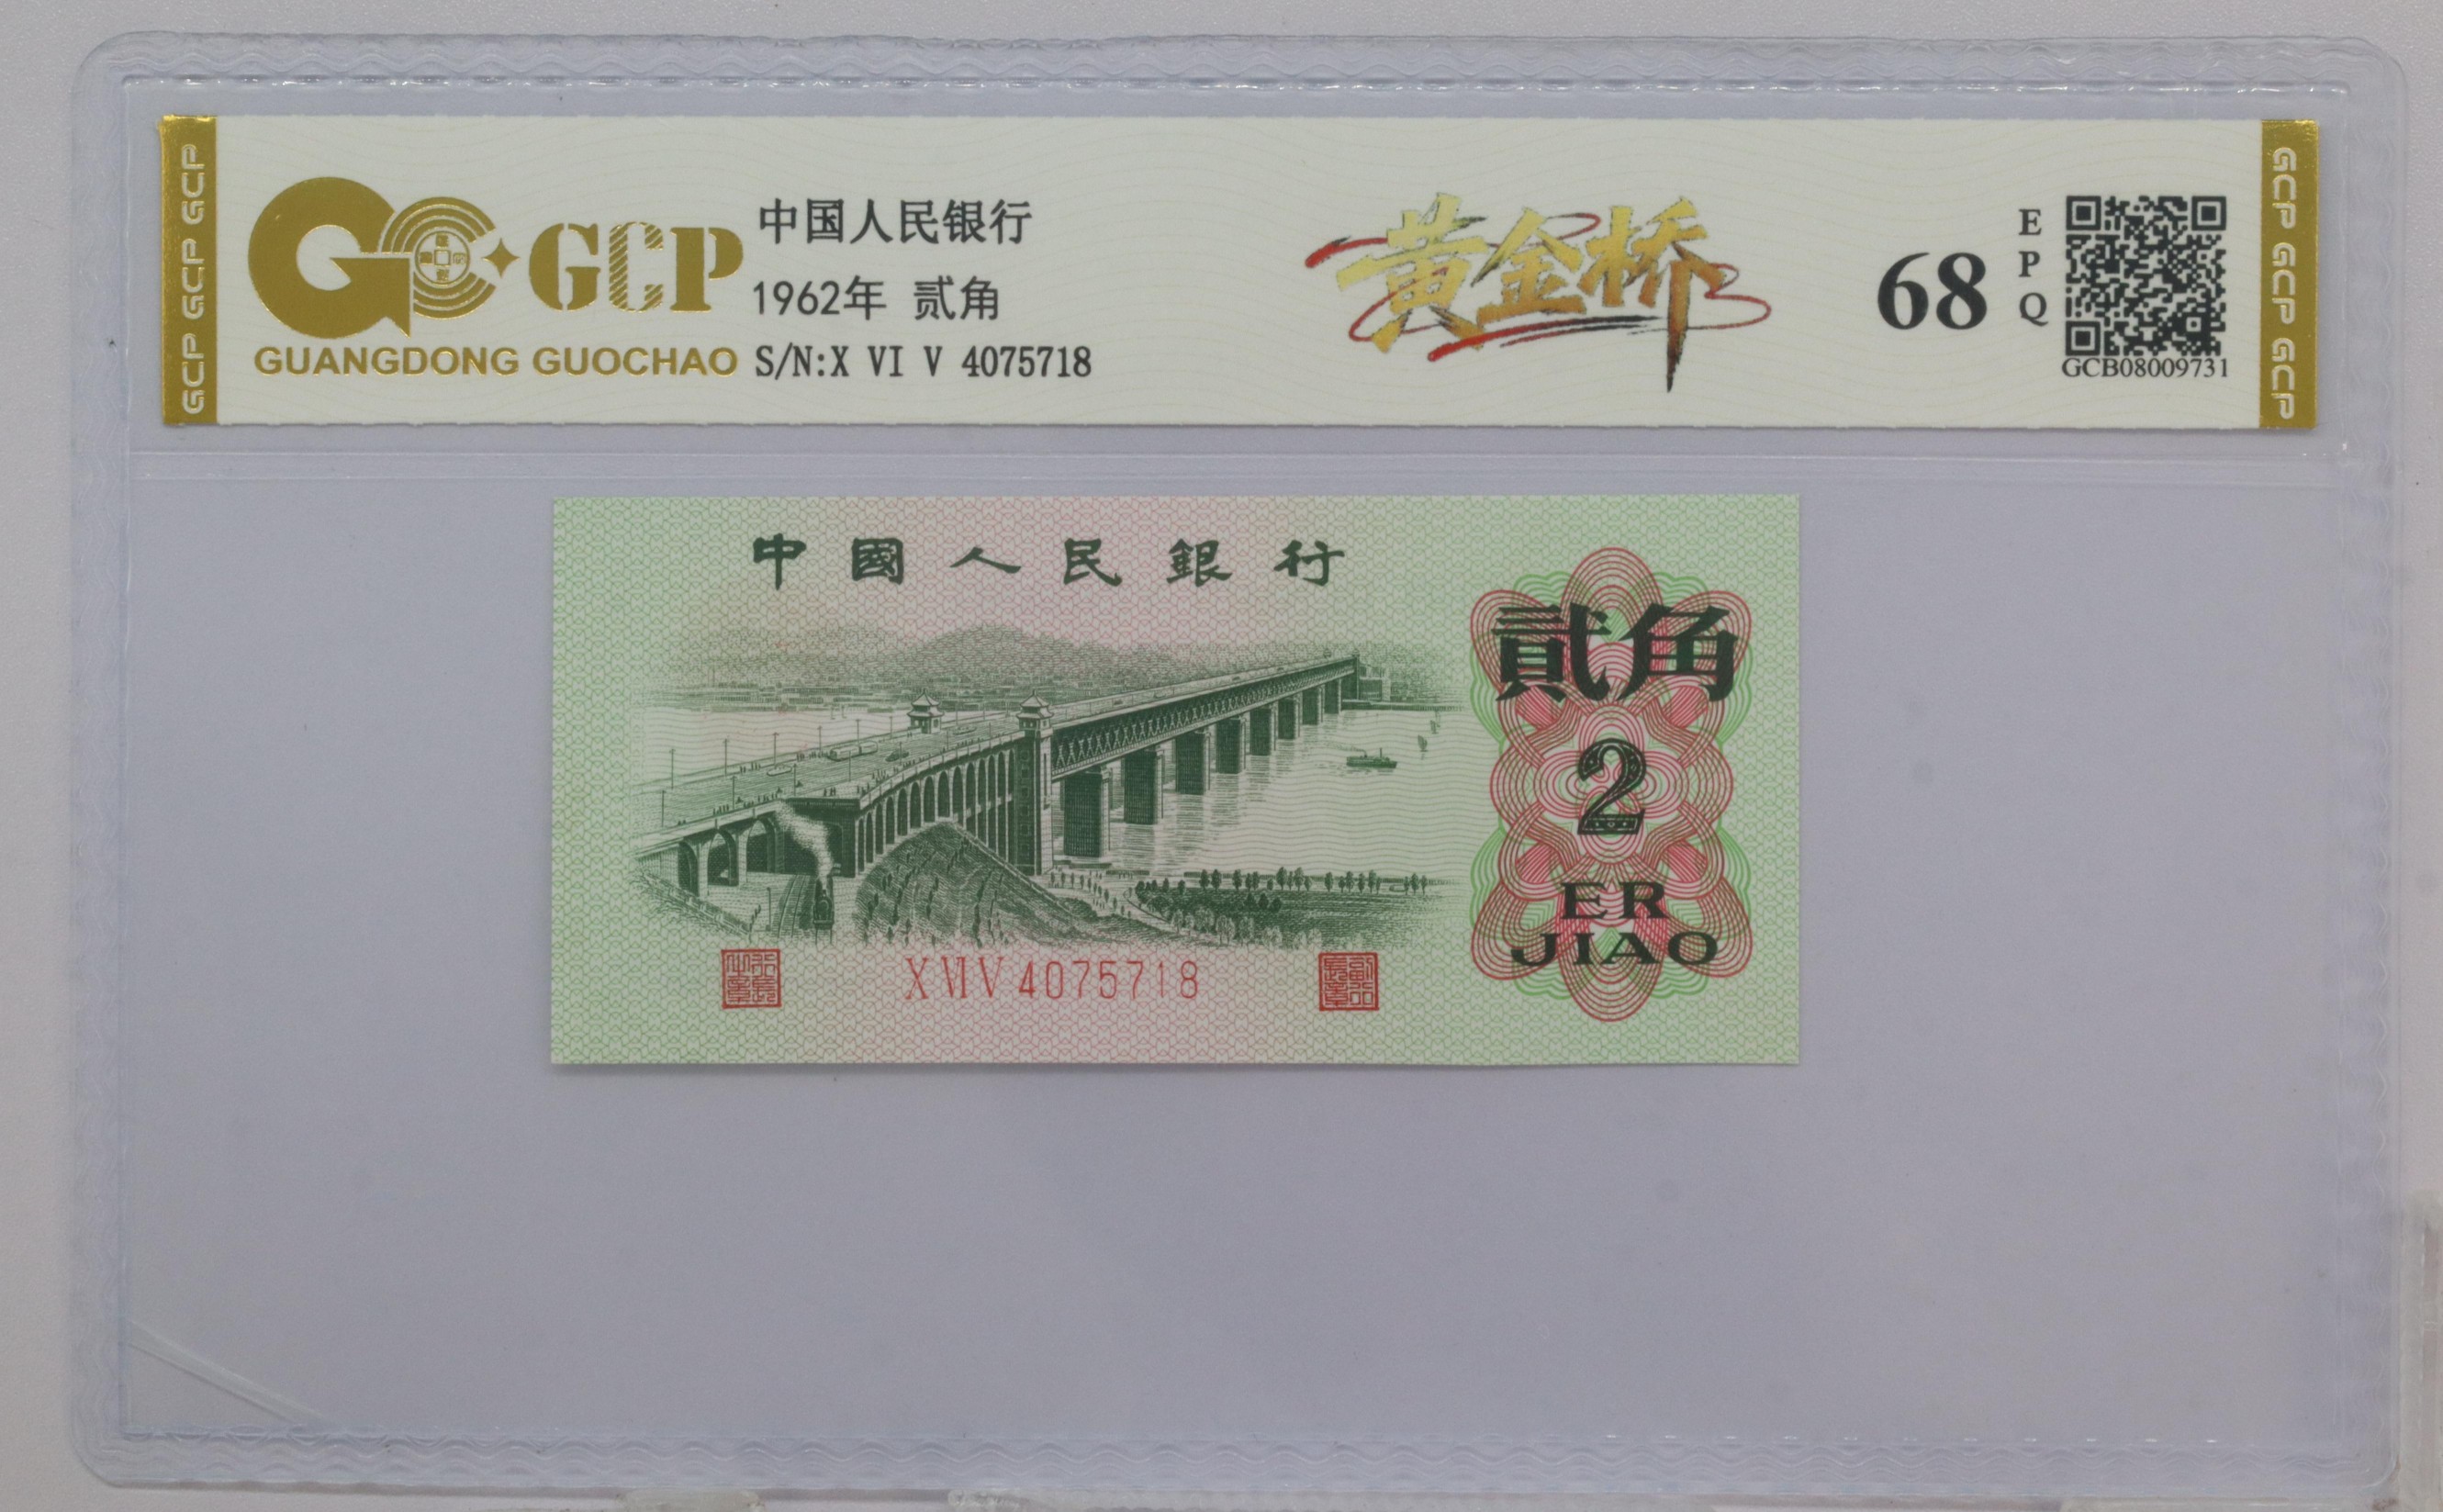 GCP GCP GCP
GCP
GUANGDONG GUOCHAO
中国人民银行
1962年 贰角
S/N:X VI V 4075718
黄金桥
68
E
P
Q
GCB08009731
GCP GCP GCP
中國人民銀行
貳角
2
ER
JIAO
X VI V 4075718